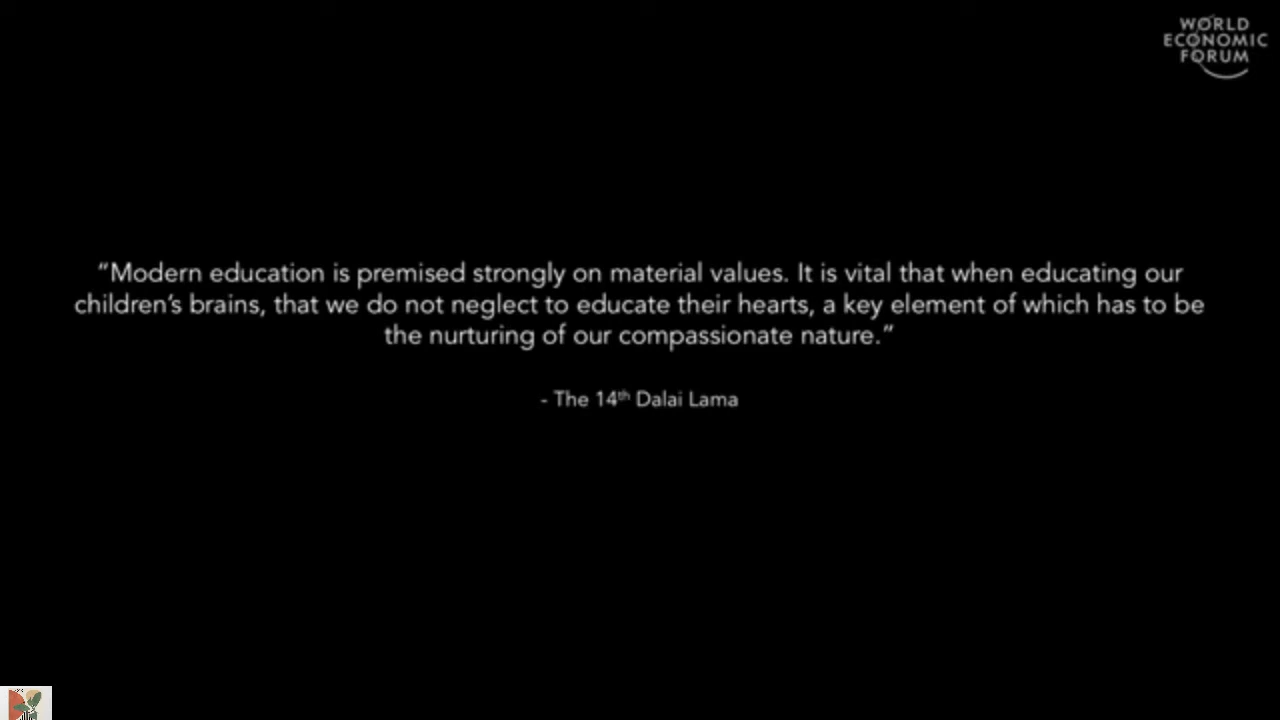 WORLD
ECONOMIC
FORUM
“Modern education is premised strongly on material values. It is vital that when educating our
children’s brains, that we do not neglect to educate their hearts, a key element of which has to be
the nurturing of our compassionate nature.”
- The 14th Dalai Lama